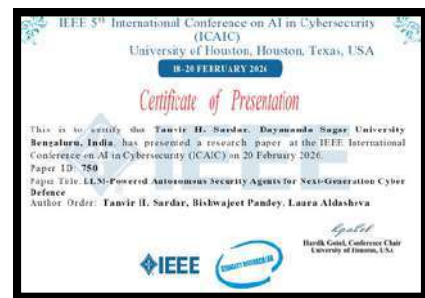 IEEE 5TH International Conference on AI in Cybersecurity
(ICAIC)
University of Houston, Houston, Texas, USA
18-20 FEBRUARY 2026
Certificate of Presentation
This is to certify that Tanvir H. Sardar, Dayananda Sagar University
Bengaluru, India, has presented a research paper at the IEEE International
Conference on AI in Cybersecurity (ICAIC) on 20 February 2026.
Paper ID: 750
Paper Title: LLM-Powered Autonomous Security Agents for Next-Generation Cyber
Defence
Author Order: Tanvir H. Sardar, Bishwajeet Pandey, Laura Aldasheva
Hardik Gohel, Conference Chair
University of Houston, USA
IEEE